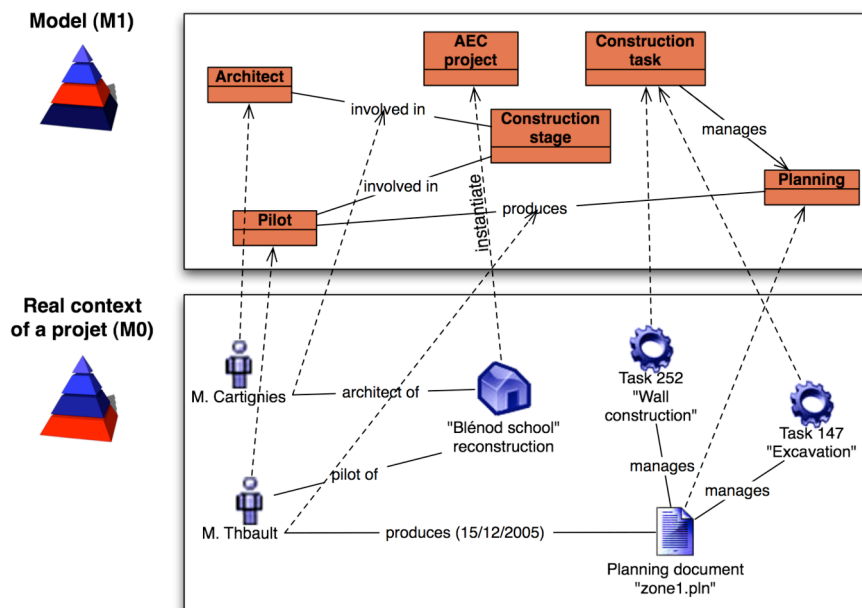 Model (M1)
Architect
AEC
project
Construction
task
involved in
Construction
stage
manages
involved in
Planning
Pilot
produces
instantiate
Real context
of a projet (M0)
M. Cartignies
architect of
"Blénod school"
reconstruction
Task 252
"Wall
construction"
Task 147
"Excavation"
pilot of
manages
manages
M. Thbault
produces (15/12/2005)
Planning document
"zone1.pln"